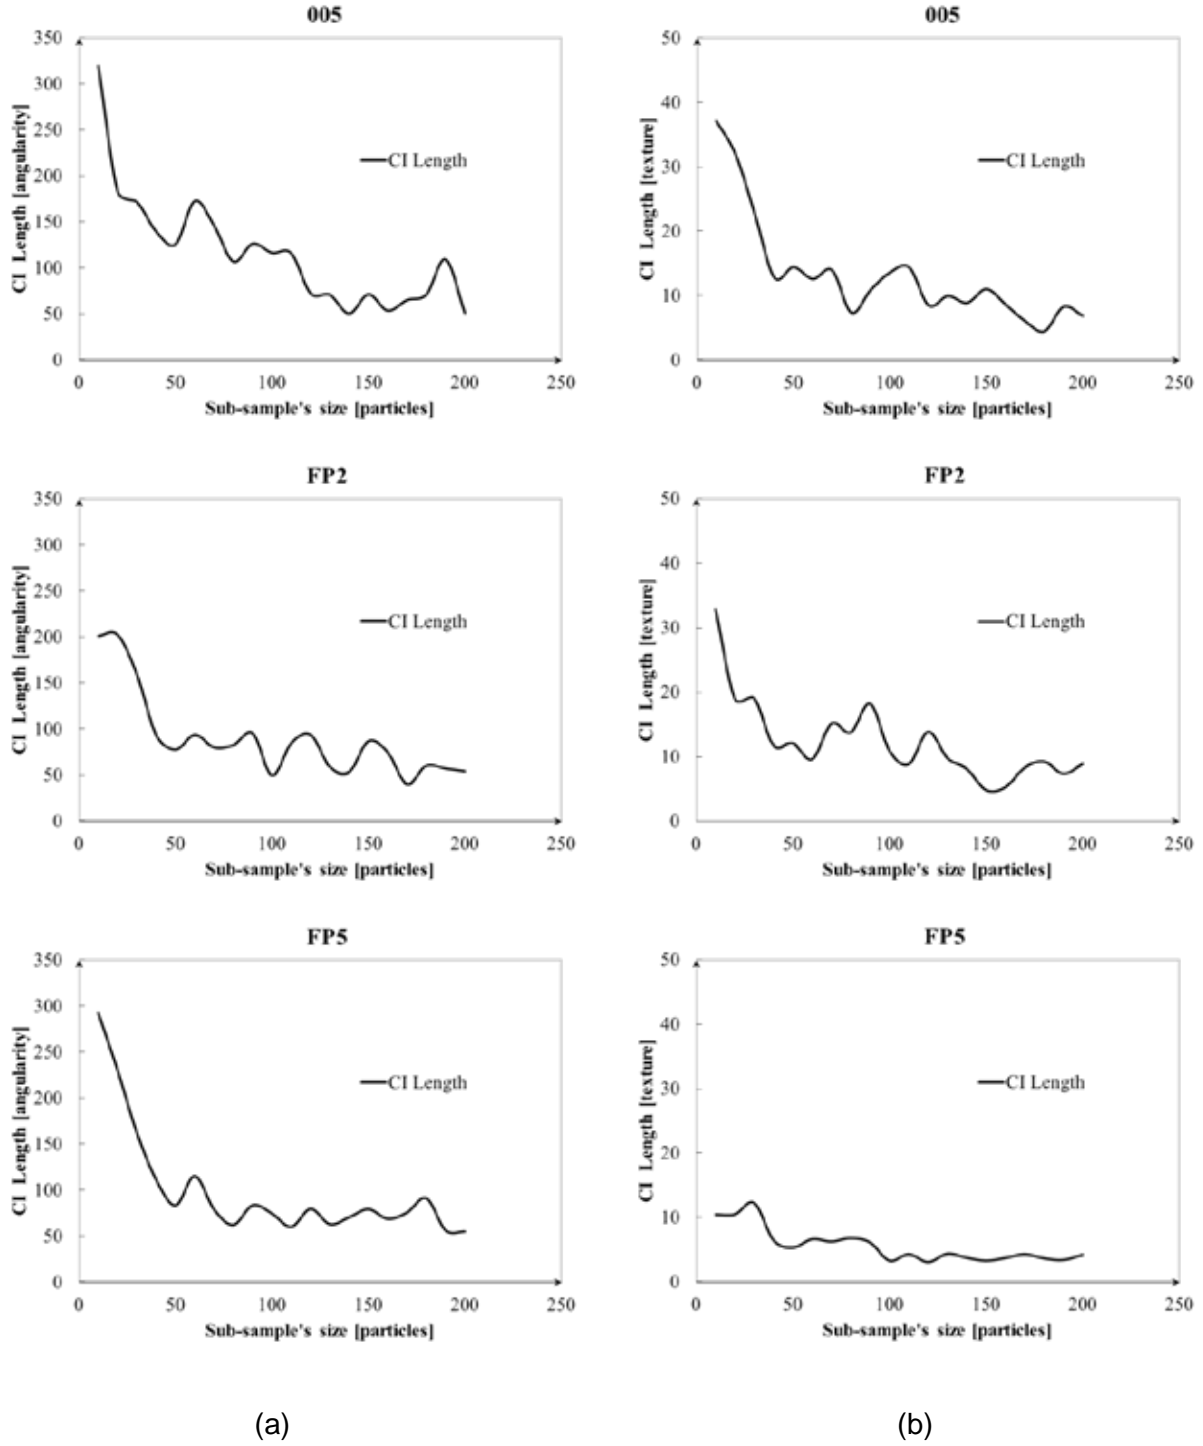 005
350
300
250
200
150
100
50
0
CI Length [angularity]
CI Length
0 50 100 150 200 250
Sub-sample's size [particles]
005
50
40
30
20
10
0
CI Length [texture]
CI Length
0 50 100 150 200 250
Sub-sample's size [particles]
FP2
350
300
250
200
150
100
50
0
CI Length [angularity]
CI Length
0 50 100 150 200 250
Sub-sample's size [particles]
FP2
50
40
30
20
10
0
CI Length [texture]
CI Length
0 50 100 150 200 250
Sub-sample's size [particles]
FP5
350
300
250
200
150
100
50
0
CI Length [angularity]
CI Length
0 50 100 150 200 250
Sub-sample's size [particles]
FP5
50
40
30
20
10
0
CI Length [texture]
CI Length
0 50 100 150 200 250
Sub-sample's size [particles]
(a)
(b)